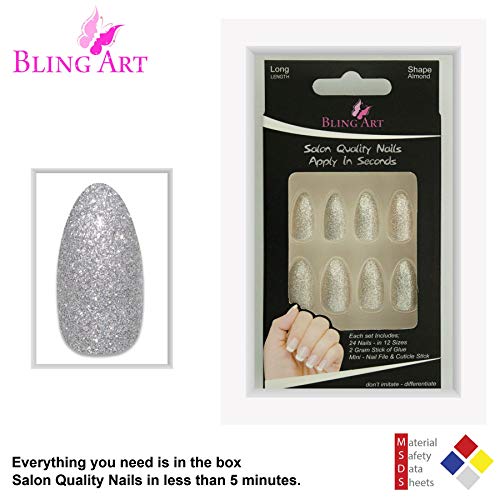 BLING ART
Long
LENGTH
Shape
Almond
BLING ART
Salon Quality Nails
Apply In Seconds
Each set Includes;
24 Nails - in 12 Sizes
2 Gram Stick of Glue
Mini - Nail File & Cuticle Stick
don't imitate - differentiate
Everything you need is in the box
Salon Quality Nails in less than 5 minutes.
M Material
S Safety
D Data
S Sheets